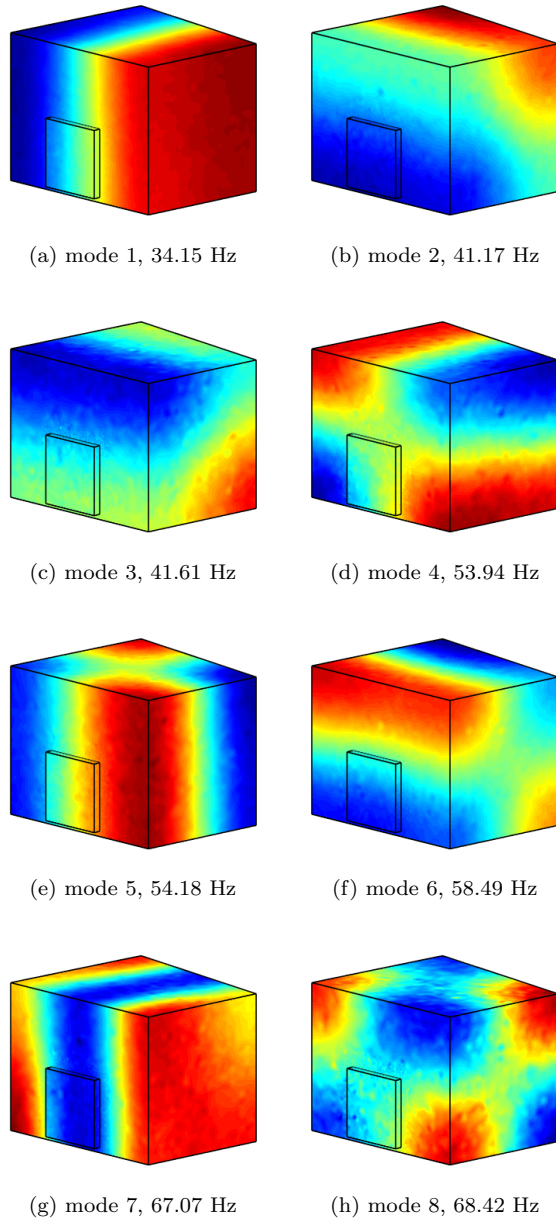 (a) mode 1, 34.15 Hz
(b) mode 2, 41.17 Hz
(c) mode 3, 41.61 Hz
(d) mode 4, 53.94 Hz
(e) mode 5, 54.18 Hz
(f) mode 6, 58.49 Hz
(g) mode 7, 67.07 Hz
(h) mode 8, 68.42 Hz